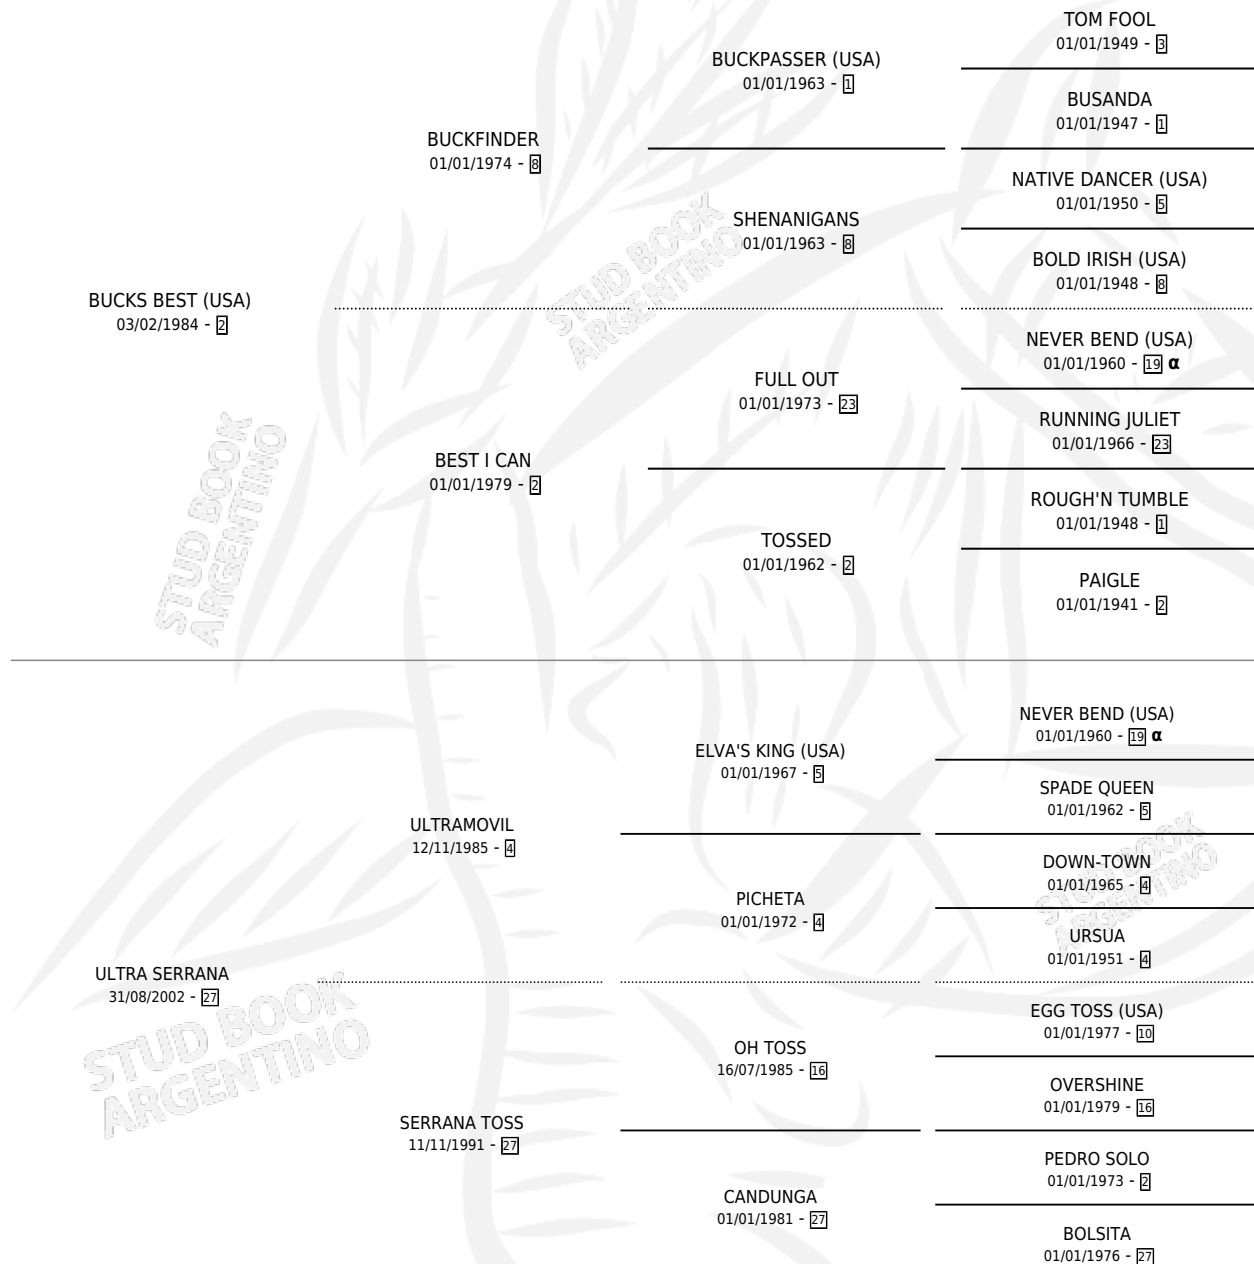 TOM FOOL
01/01/1949 - 3
BUCKPASSER (USA)
01/01/1963 - 1
BUSANDA
01/01/1947 - 1
BUCKFINDER
01/01/1974 - 8
NATIVE DANCER (USA)
01/01/1950 - 5
SHENANIGANS
01/01/1963 - 8
BOLD IRISH (USA)
01/01/1948 - 8
STUD BOOK
ARGENTINO
BUCKS BEST (USA)
03/02/1984 - 2
NEVER BEND (USA)
01/01/1960 - 19 α
FULL OUT
01/01/1973 - 23
RUNNING JULIET
01/01/1966 - 23
BEST I CAN
01/01/1979 - 2
ROUGH'N TUMBLE
01/01/1948 - 1
TOSSED
01/01/1962 - 2
PAIGLE
01/01/1941 - 2
STUD BOOK
ARGENTINO
NEVER BEND (USA)
01/01/1960 - 19 α
ELVA'S KING (USA)
01/01/1967 - 5
SPADE QUEEN
01/01/1962 - 5
ULTRAMOVIL
12/11/1985 - 4
DOWN-TOWN
01/01/1965 - 4
PICHETA
01/01/1972 - 4
URSUA
01/01/1951 - 4
STUD BOOK
ARGENTINO
ULTRA SERRANA
31/08/2002 - 27
EGG TOSS (USA)
01/01/1977 - 10
OH TOSS
16/07/1985 - 16
OVERSHINE
01/01/1979 - 16
SERRANA TOSS
11/11/1991 - 27
PEDRO SOLO
01/01/1973 - 2
CANDUNGA
01/01/1981 - 27
BOLSITA
01/01/1976 - 27
STUD BOOK
ARGENTINO